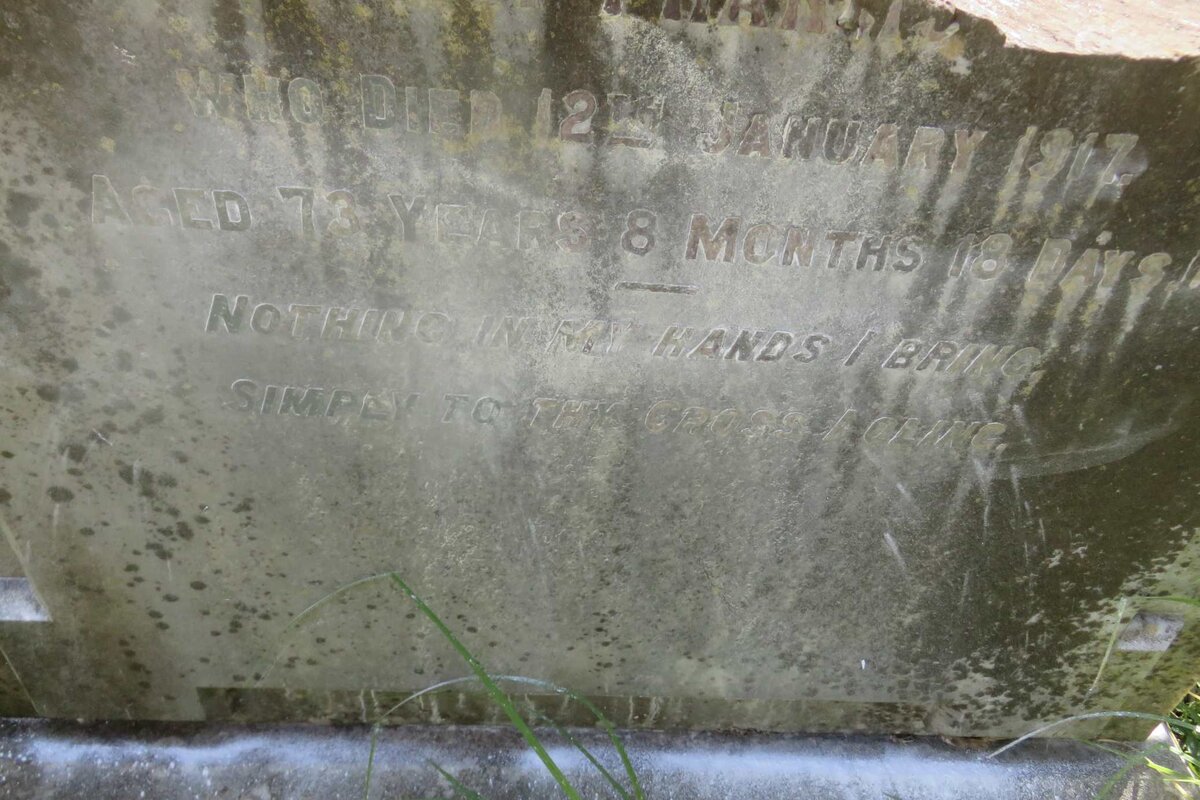 WHO DIED 12TH JANUARY 1917.
AGED 73 YEARS 8 MONTHS 18 DAYS.
NOTHING IN MY HANDS I BRING,
SIMPLY TO THY CROSS I CLING.